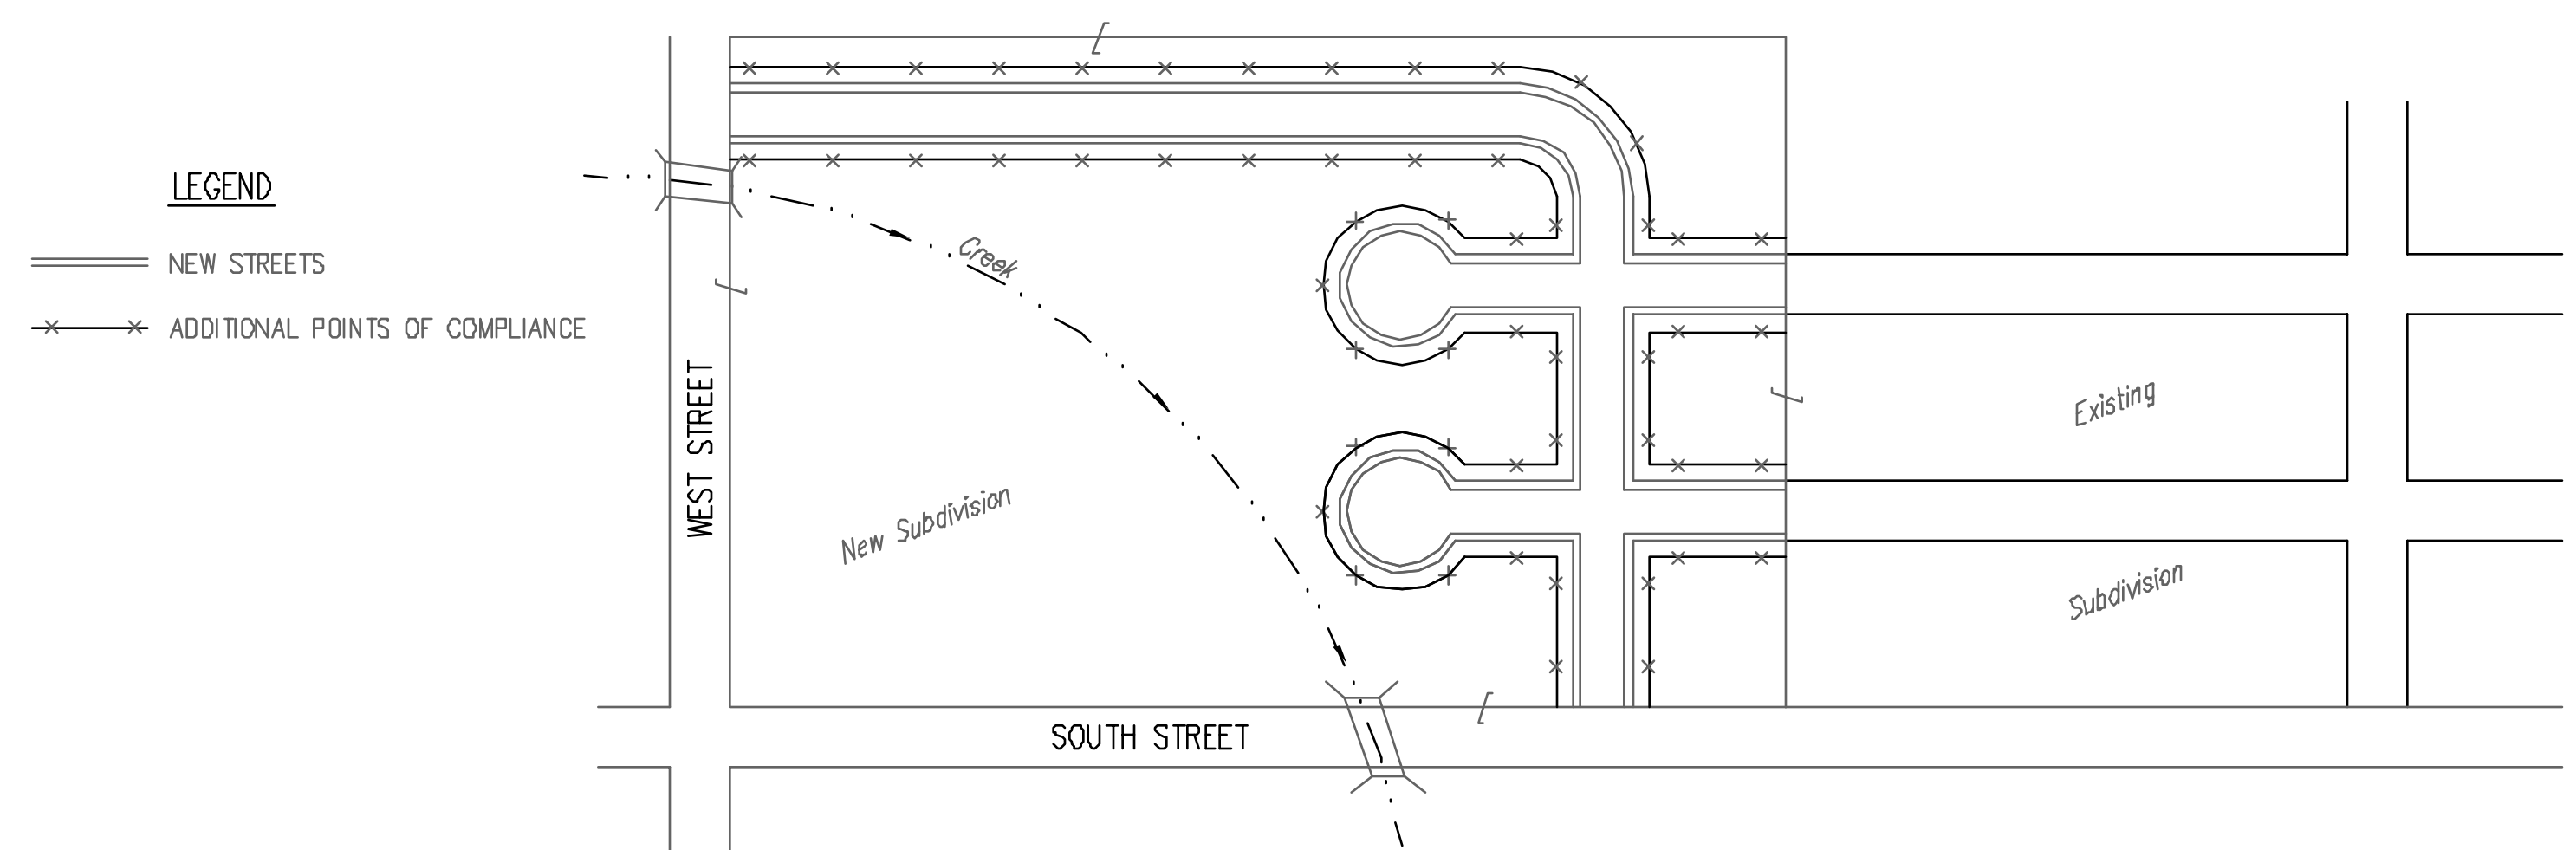 LEGEND
NEW STREETS
ADDITIONAL POINTS OF COMPLIANCE
WEST STREET
Creek
New Subdivision
SOUTH STREET
Existing
Subdivision